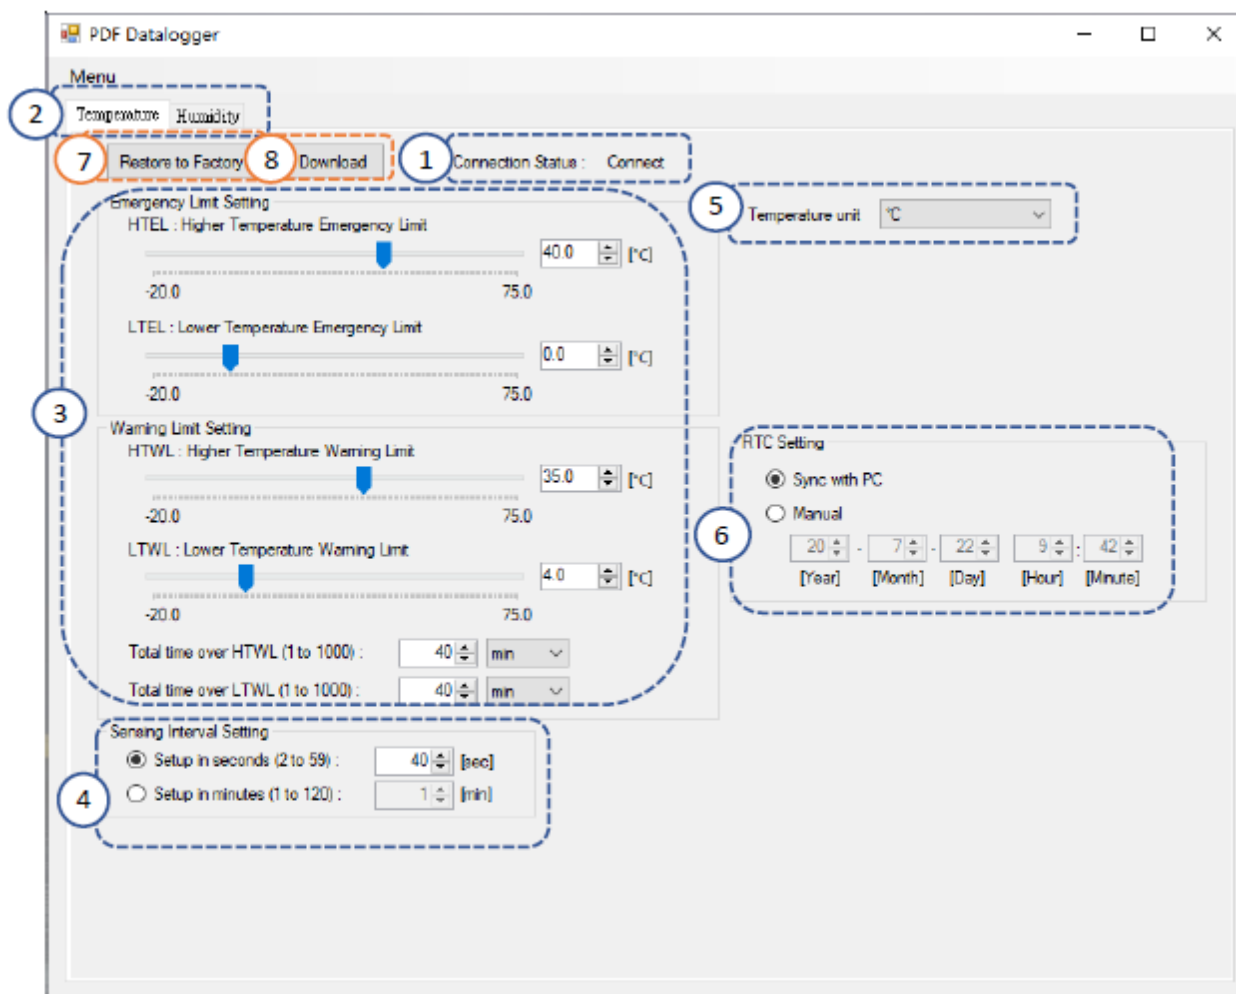 PDF Datalogger
Menu
2 Temperature Humidity
7 Restore to Factory 8 Download 1 Connection Status : Connect
Emergency Limit Setting
5 Temperature unit °C
HTEL : Higher Temperature Emergency Limit
40.0 [°C]
-20.0 75.0
LTEL : Lower Temperature Emergency Limit
0.0 [°C]
-20.0 75.0
3
Warning Limit Setting
HTWL : Higher Temperature Warning Limit
35.0 [°C]
-20.0 75.0
LTWL : Lower Temperature Warning Limit
4.0 [°C]
-20.0 75.0
Total time over HTWL (1 to 1000) : 40 min
Total time over LTWL (1 to 1000) : 40 min
RTC Setting
Sync with PC
Manual
6
20 - 7 - 22 9 : 42
[Year] [Month] [Day] [Hour] [Minute]
Sensing Interval Setting
Setup in seconds (2 to 59) : 40 [sec]
4 Setup in minutes (1 to 120) : 1 [min]